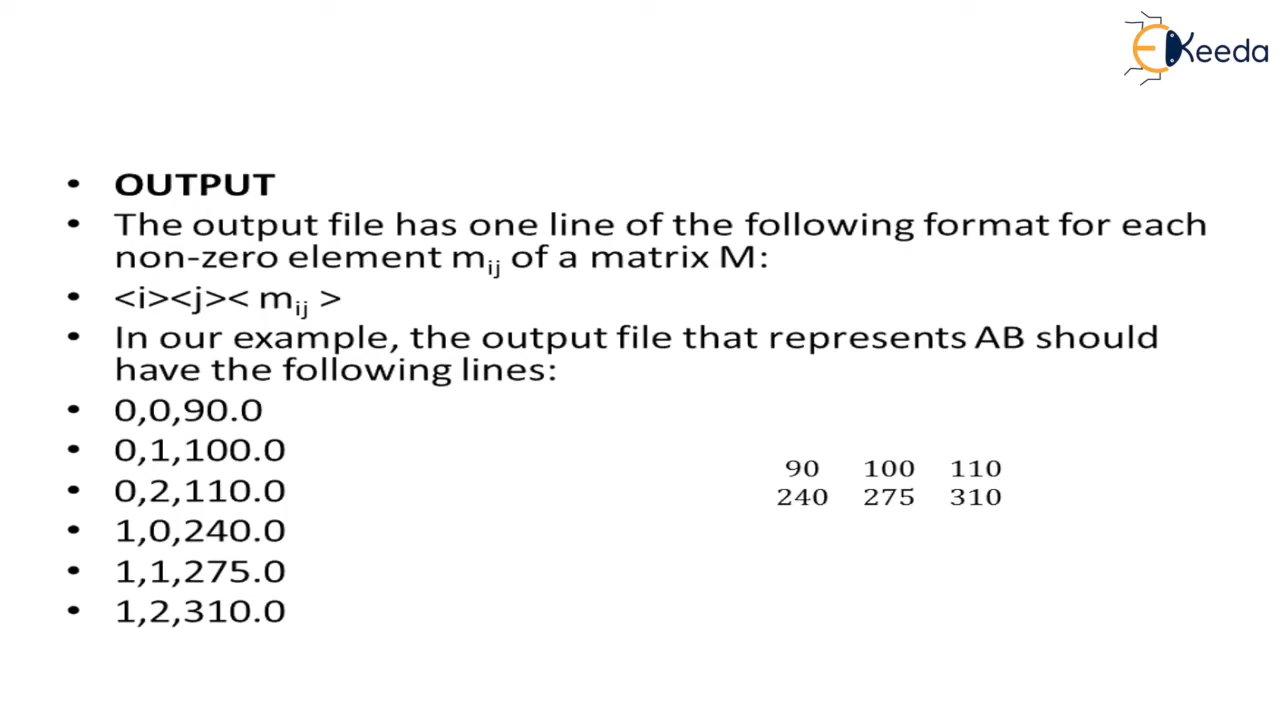 EKeeda
• OUTPUT
• The output file has one line of the following format for each
non-zero element mij of a matrix M:
• <i><j>< mij >
• In our example, the output file that represents AB should
have the following lines:
• 0,0,90.0
• 0,1,100.0
• 0,2,110.0
• 1,0,240.0
• 1,1,275.0
• 1,2,310.0
90 100 110
240 275 310